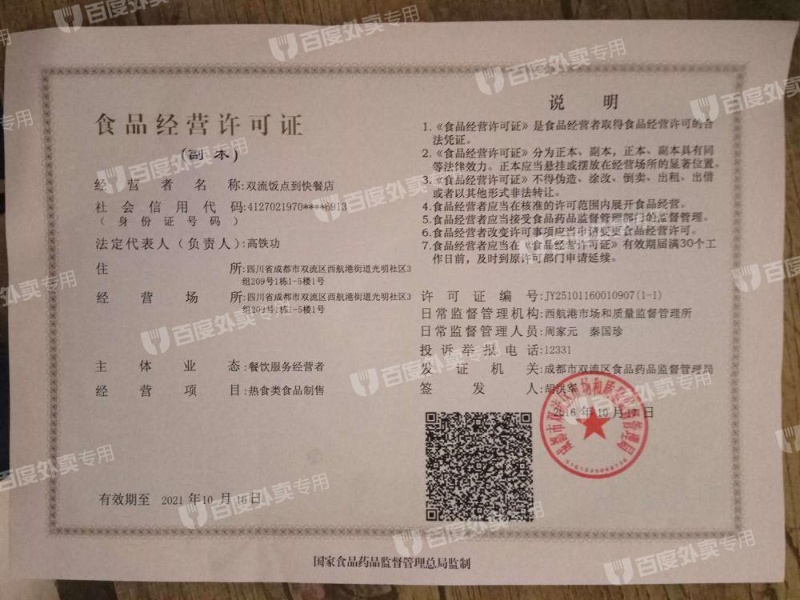 食品经营许可证
(副本)
经营者名称:双流饭点到快餐店
社会信用代码:4127021970****6913
(身份证号码)
法定代表人(负责人):高铁功
住所:四川省成都市双流区西航港街道光明社区3
组209号1栋1-5楼1号
经营场所:四川省成都市双流区西航港街道光明社区3
组209号1栋1-5楼1号
主体业态:餐饮服务经营者
经营项目:热食类食品制售
有效期至 2021年10月16日
说明
1.《食品经营许可证》是食品经营者取得食品经营许可的合
法凭证。
2.《食品经营许可证》分为正本、副本,正本、副本具有同
等法律效力。正本应当悬挂或摆放在经营场所的显著位置。
3.《食品经营许可证》不得伪造、涂改、倒卖、出租、出借
或者以其他形式非法转让。
4.食品经营者应当在核准的许可范围内展开食品经营。
5.食品经营者应当接受食品药品监督管理部门的监督管理。
6.食品经营者改变许可事项应当申请变更食品经营许可。
7.食品经营者应当在《食品经营许可证》有效期届满30个工
作日前,及时到原许可部门申请延续。
许可证编号:JY25101160010907(1-1)
日常监督管理机构:西航港市场和质量监督管理所
日常监督管理人员:周家元 秦国珍
投诉举报电话:12331
发证机关:成都市双流区食品药品监督管理局
签发人:胡洪军
2016年10月17日
国家食品药品监督管理总局监制
百度外卖专用